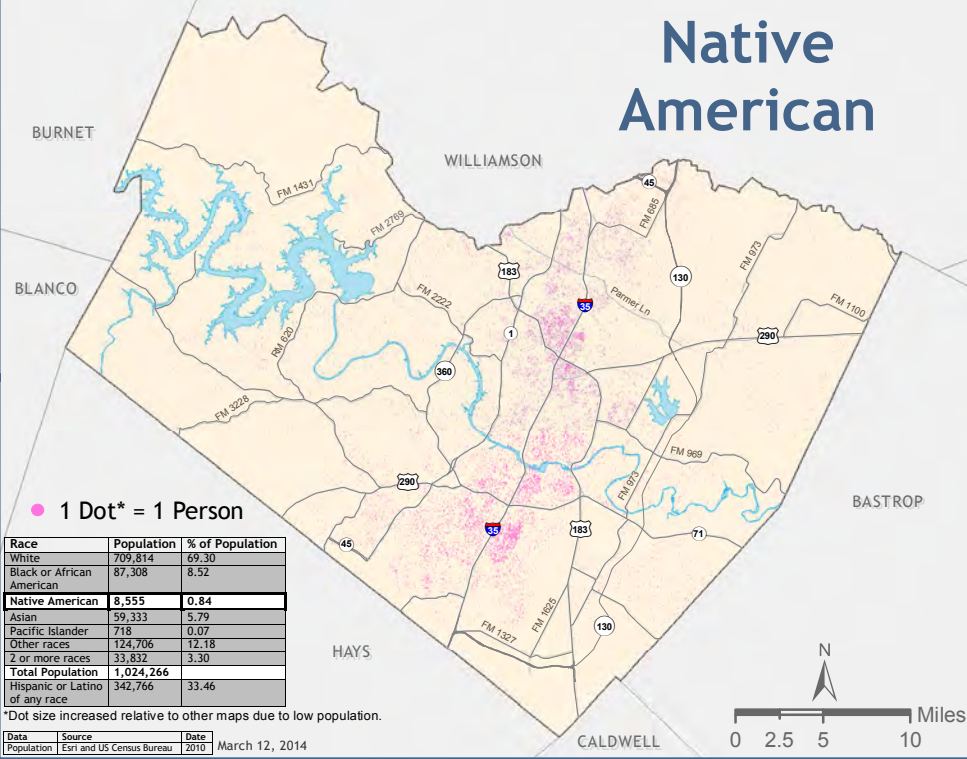 Native
American
BURNET
WILLIAMSON
45
FM 1431
FM 685
FM 2769
FM 973
183
130
BLANCO
FM 2222
Parmer Ln
35
FM 1100
1
290
RM 620
360
FM 3228
FM 969
290
FM 973
BASTROP
1 Dot* = 1 Person
35
183
71
45
Race Population % of Population
White 709,814 69.30
Black or African 87,308 8.52
American
Native American 8,555 0.84
Asian 59,333 5.79
Pacific Islander 718 0.07
Other races 124,706 12.18
2 or more races 33,832 3.30
Total Population 1,024,266
Hispanic or Latino 342,766 33.46
of any race
FM 1625
FM 1327
130
HAYS
N
*Dot size increased relative to other maps due to low population.
Miles
0 2.5 5 10
Data Source Date
Population Esri and US Census Bureau 2010
March 12, 2014
CALDWELL